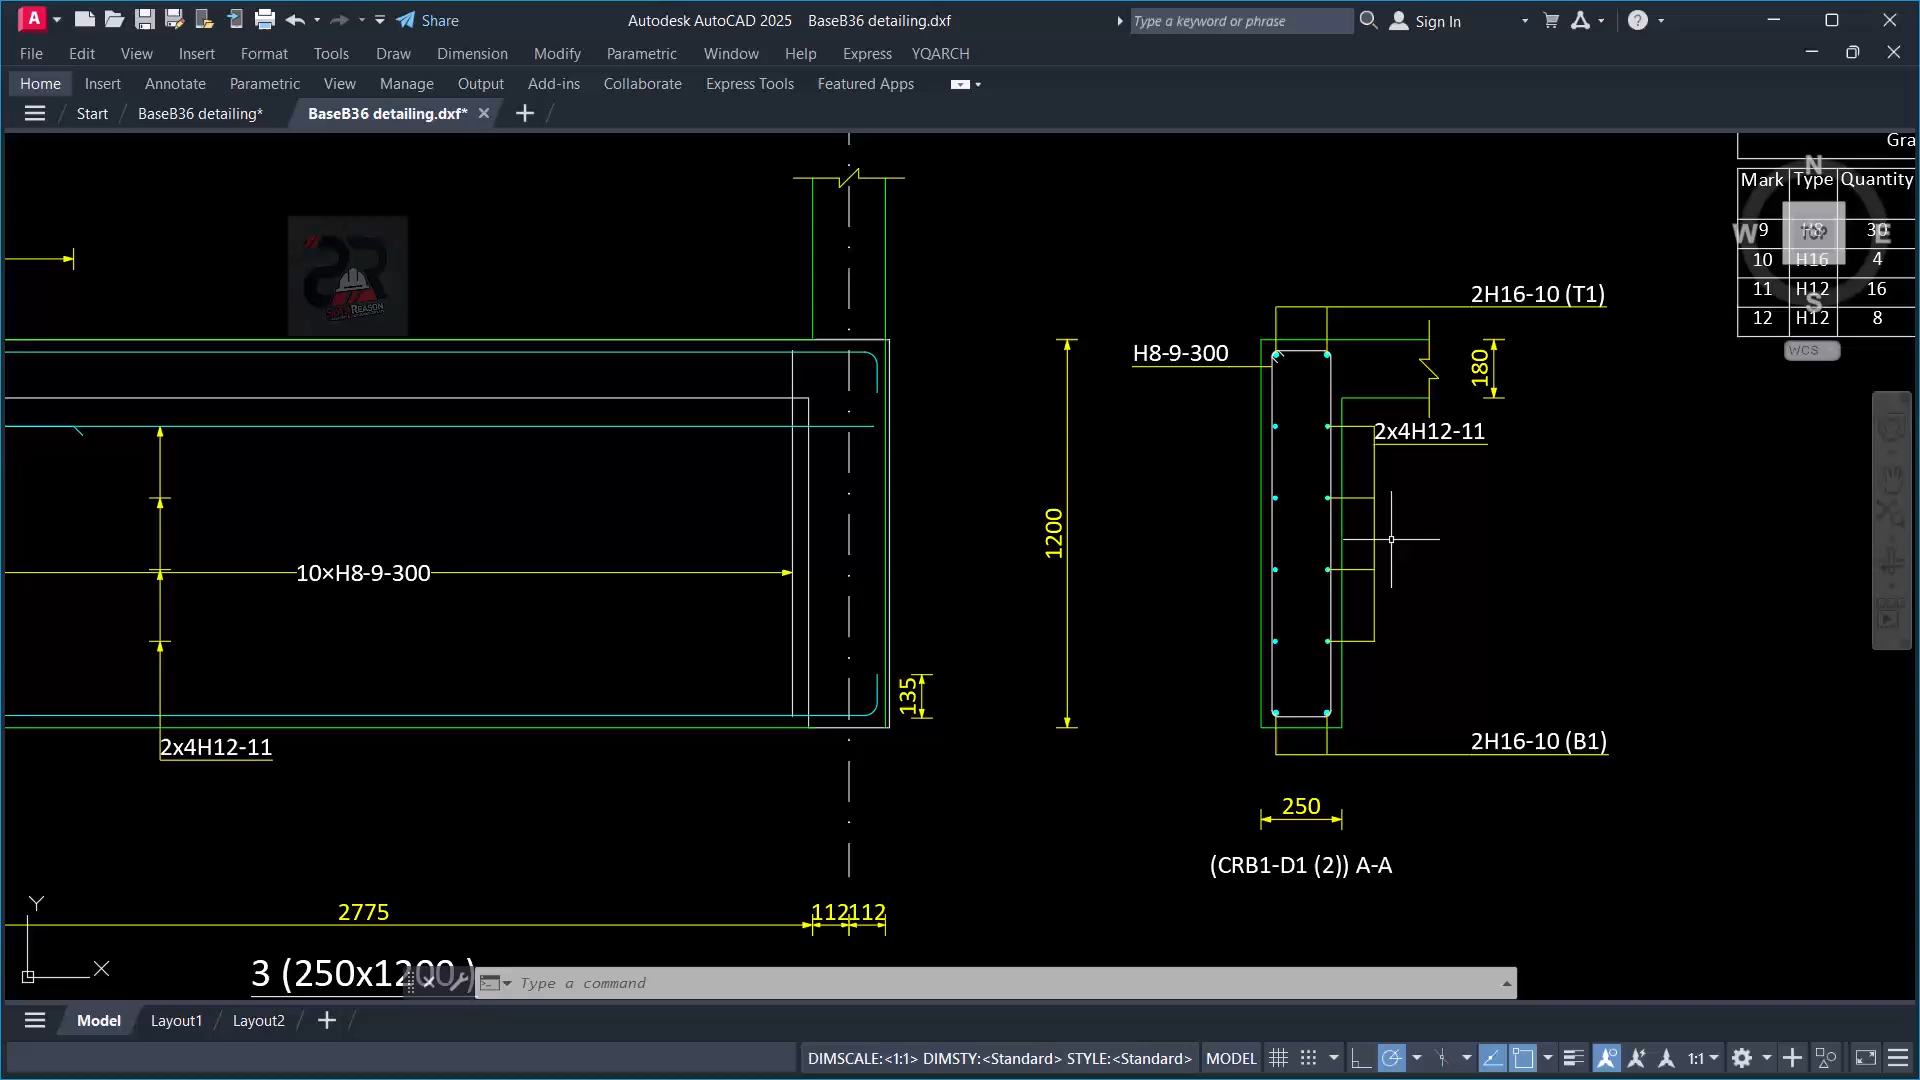 Share
Autodesk AutoCAD 2025 BaseB36 detailing.dxf
Type a keyword or phrase
Sign In
File Edit View Insert Format Tools Draw Dimension Modify Parametric Window Help Express YQARCH
Home Insert Annotate Parametric View Manage Output Add-ins Collaborate Express Tools Featured Apps
Start BaseB36 detailing* BaseB36 detailing.dxf*
Gra
Mark Type Quantity
9 H8 30
10 H16 4
11 H12 16
12 H12 8
N
W
TOP
E
S
WCS
2H16-10 (T1)
H8-9-300
180
2x4H12-11
1200
10×H8-9-300
135
2x4H12-11
2H16-10 (B1)
250
(CRB1-D1 (2)) A-A
2775
112
112
Y
X
3 (250x1200 )
Type a command
Model Layout1 Layout2
DIMSCALE:<1:1> DIMSTY:<Standard> STYLE:<Standard> MODEL 1:1